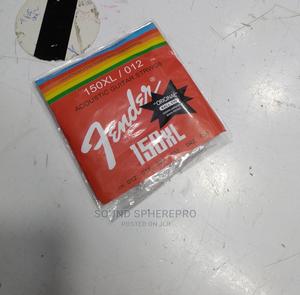 150XL / 012
ACOUSTIC GUITAR STRINGS
Fender
"ORIGINAL"
150XL
SOUND SPHEREPRO
POSTED ON JIJI